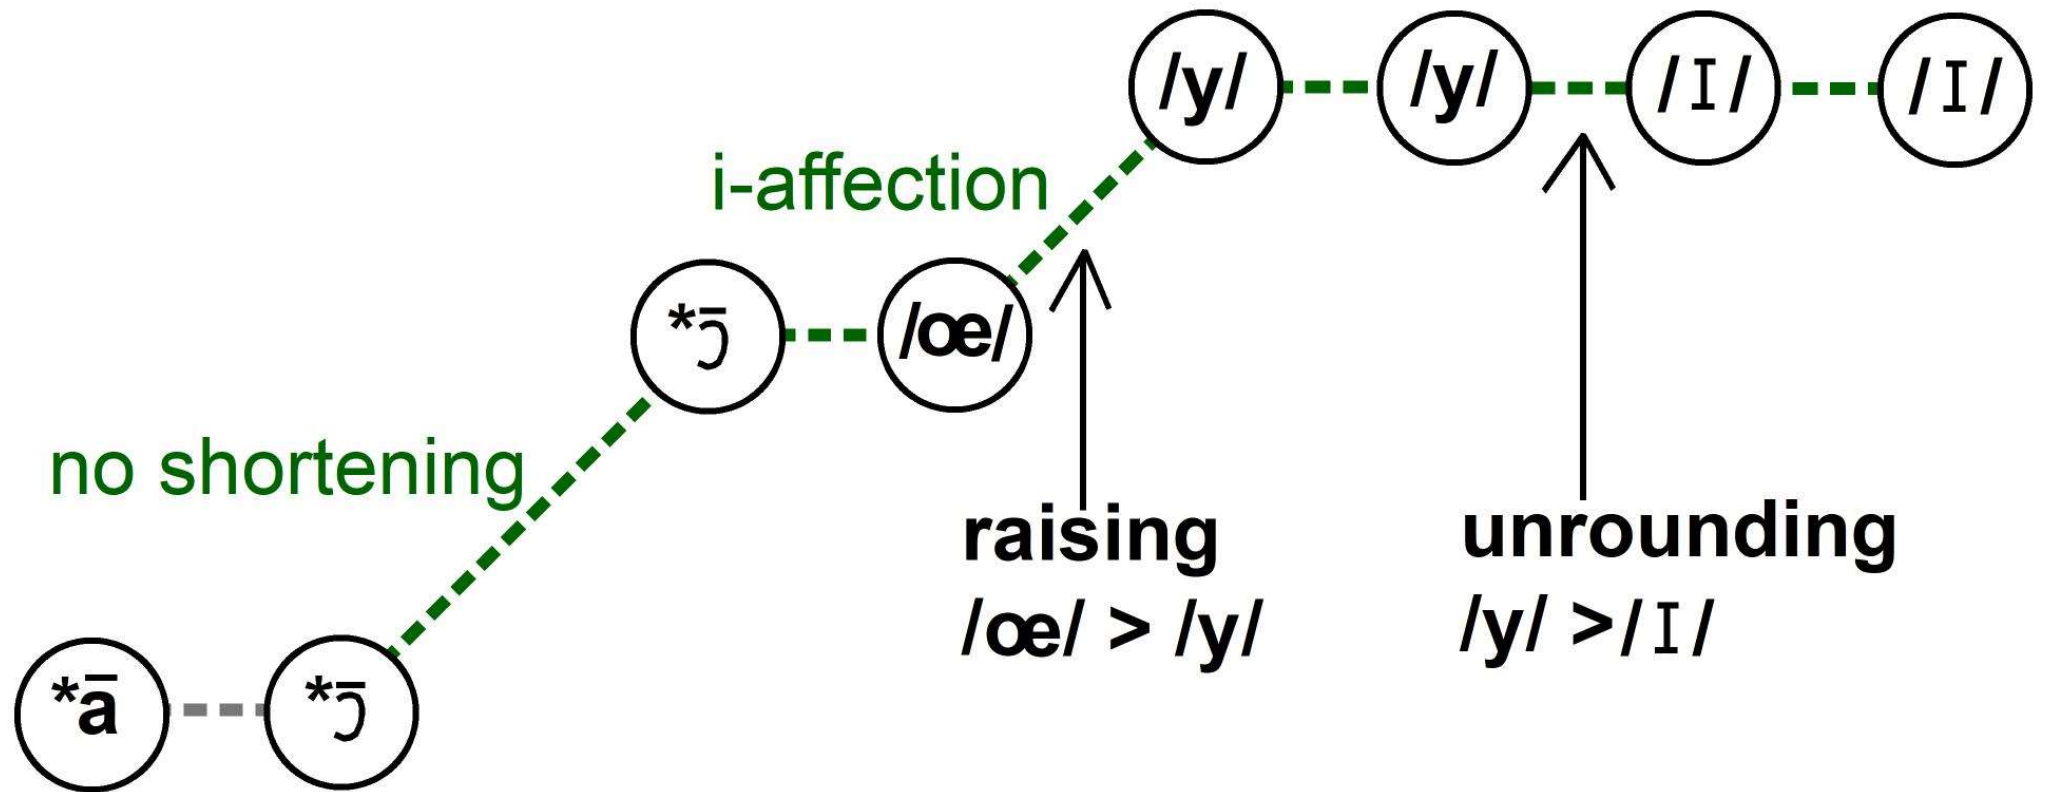 /y/ /y/ /ɪ/ /ɪ/
i-affection
*ɔ̄ /œ/
no shortening
raising
/œ/ > /y/
unrounding
/y/ >/ɪ/
*ā *ɔ̄